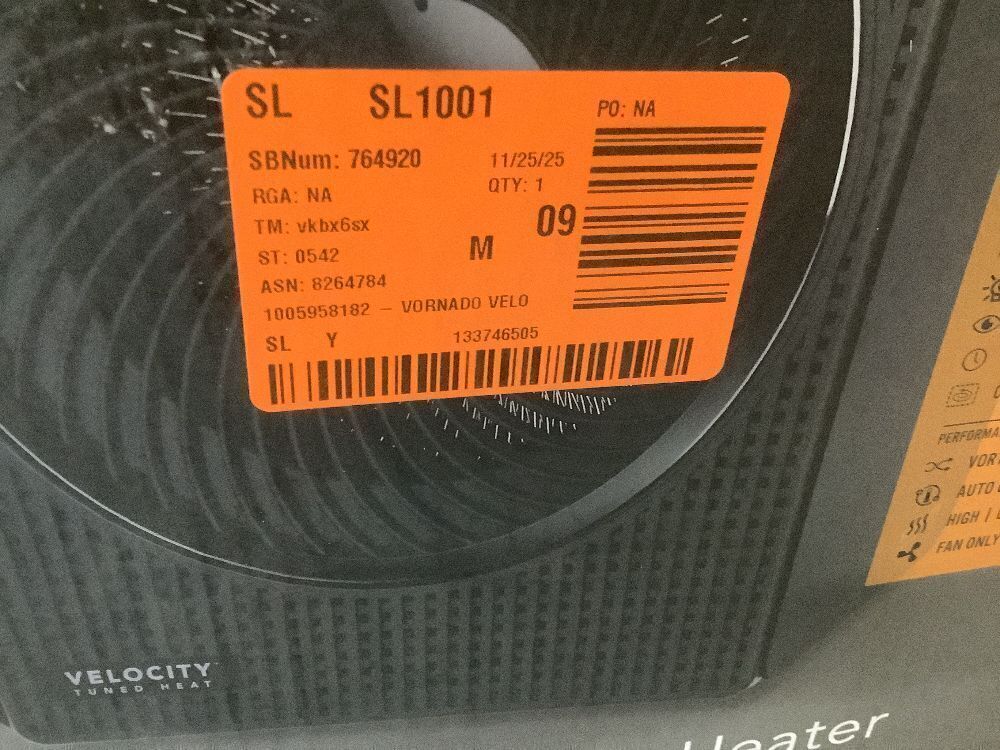 SL SL1001 PO: NA
SBNum: 764920 11/25/25
RGA: NA QTY: 1
TM: vkbx6sx 09
ST: 0542 M
ASN: 8264784
1005958182 – VORNADO VELO
SL Y 133746505
PERFORMA
VOR
AUTO
HIGH |
FAN ONLY
VELOCITY
TUNED HEAT
Heater